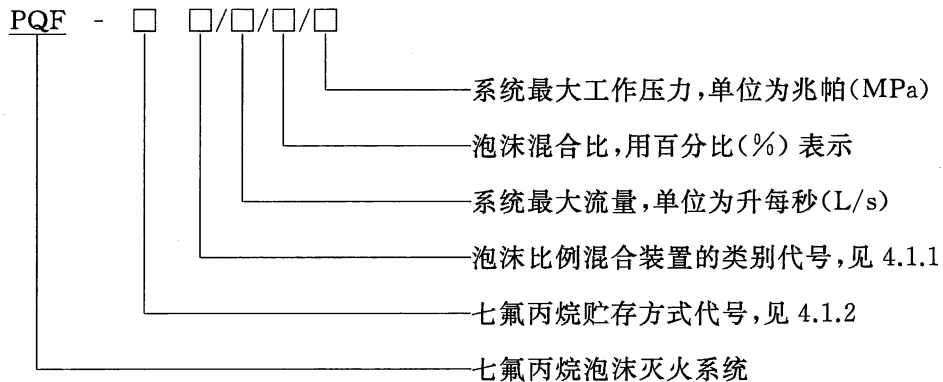 PQF - □ □/□/□/□
系统最大工作压力,单位为兆帕(MPa)
泡沫混合比,用百分比(%)表示
系统最大流量,单位为升每秒(L/s)
泡沫比例混合装置的类别代号,见 4.1.1
七氟丙烷贮存方式代号,见 4.1.2
七氟丙烷泡沫灭火系统